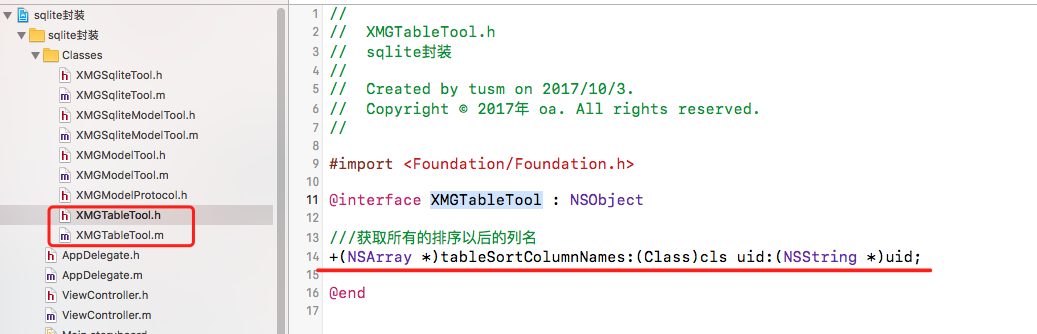 sqlite封装
sqlite封装
Classes
XMGSqliteTool.h
XMGSqliteTool.m
XMGSqliteModelTool.h
XMGSqliteModelTool.m
XMGModelTool.h
XMGModelTool.m
XMGModelProtocol.h
XMGTableTool.h
XMGTableTool.m
AppDelegate.h
AppDelegate.m
ViewController.h
ViewController.m
Main.storyboard
1 //
2 // XMGTableTool.h
3 // sqlite封装
4 //
5 // Created by tusm on 2017/10/3.
6 // Copyright © 2017年 oa. All rights reserved.
7 //
8
9 #import <Foundation/Foundation.h>
10
11 @interface XMGTableTool : NSObject
12
13 ///获取所有的排序以后的列名
14 +(NSArray *)tableSortColumnNames:(Class)cls uid:(NSString *)uid;
15
16 @end
17